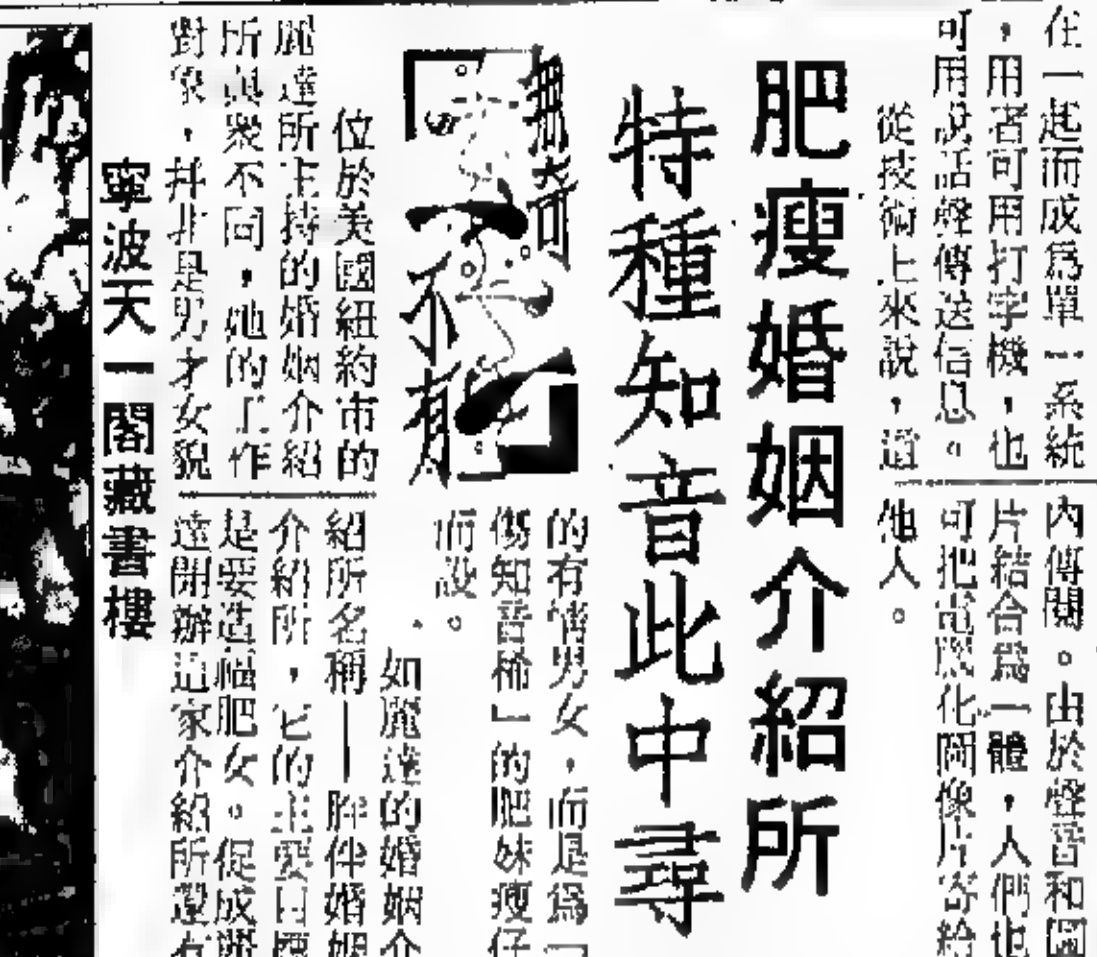 在一起而成爲單一系統
，用者可用打字機，也
可用說話聲傳送信息。
從技術上來說，這
內傳閱。由於聲音和圖
片結合爲一體，人們也
可把電腦化圖像片寄給
他人。
肥瘦婚姻介紹所
特種知音此中尋
無奇不有
位於美國紐約市的
麗達所主持的婚姻介紹
所與衆不同，她的工作
對象，并非是男才女貌
的有情男女，而是爲「
傷知音稀」的肥妹瘦仔
而設。
如麗達的婚姻介
紹所名稱——胖伴婚姻
介紹所，它的主要目標
是要造福肥女。促成
達開辦這家介紹所還有
寧波天一閣藏書樓